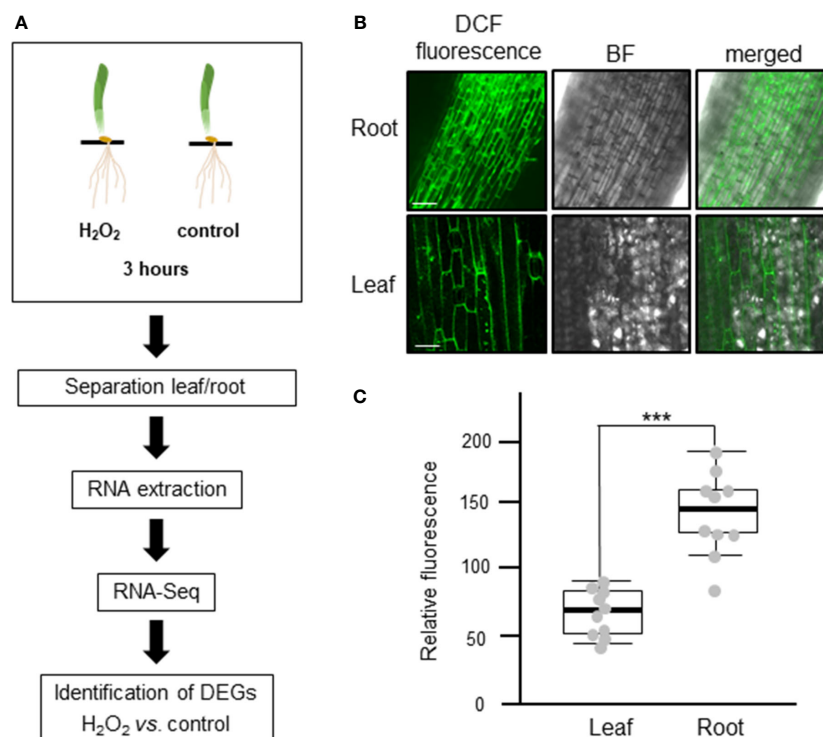 A
H₂O₂
control
3 hours
Separation leaf/root
RNA extraction
RNA-Seq
Identification of DEGs
H₂O₂ vs. control
B
DCF
fluorescence
BF
merged
Root
Leaf
C
Relative fluorescence
200
150
100
50
0
***
Leaf
Root